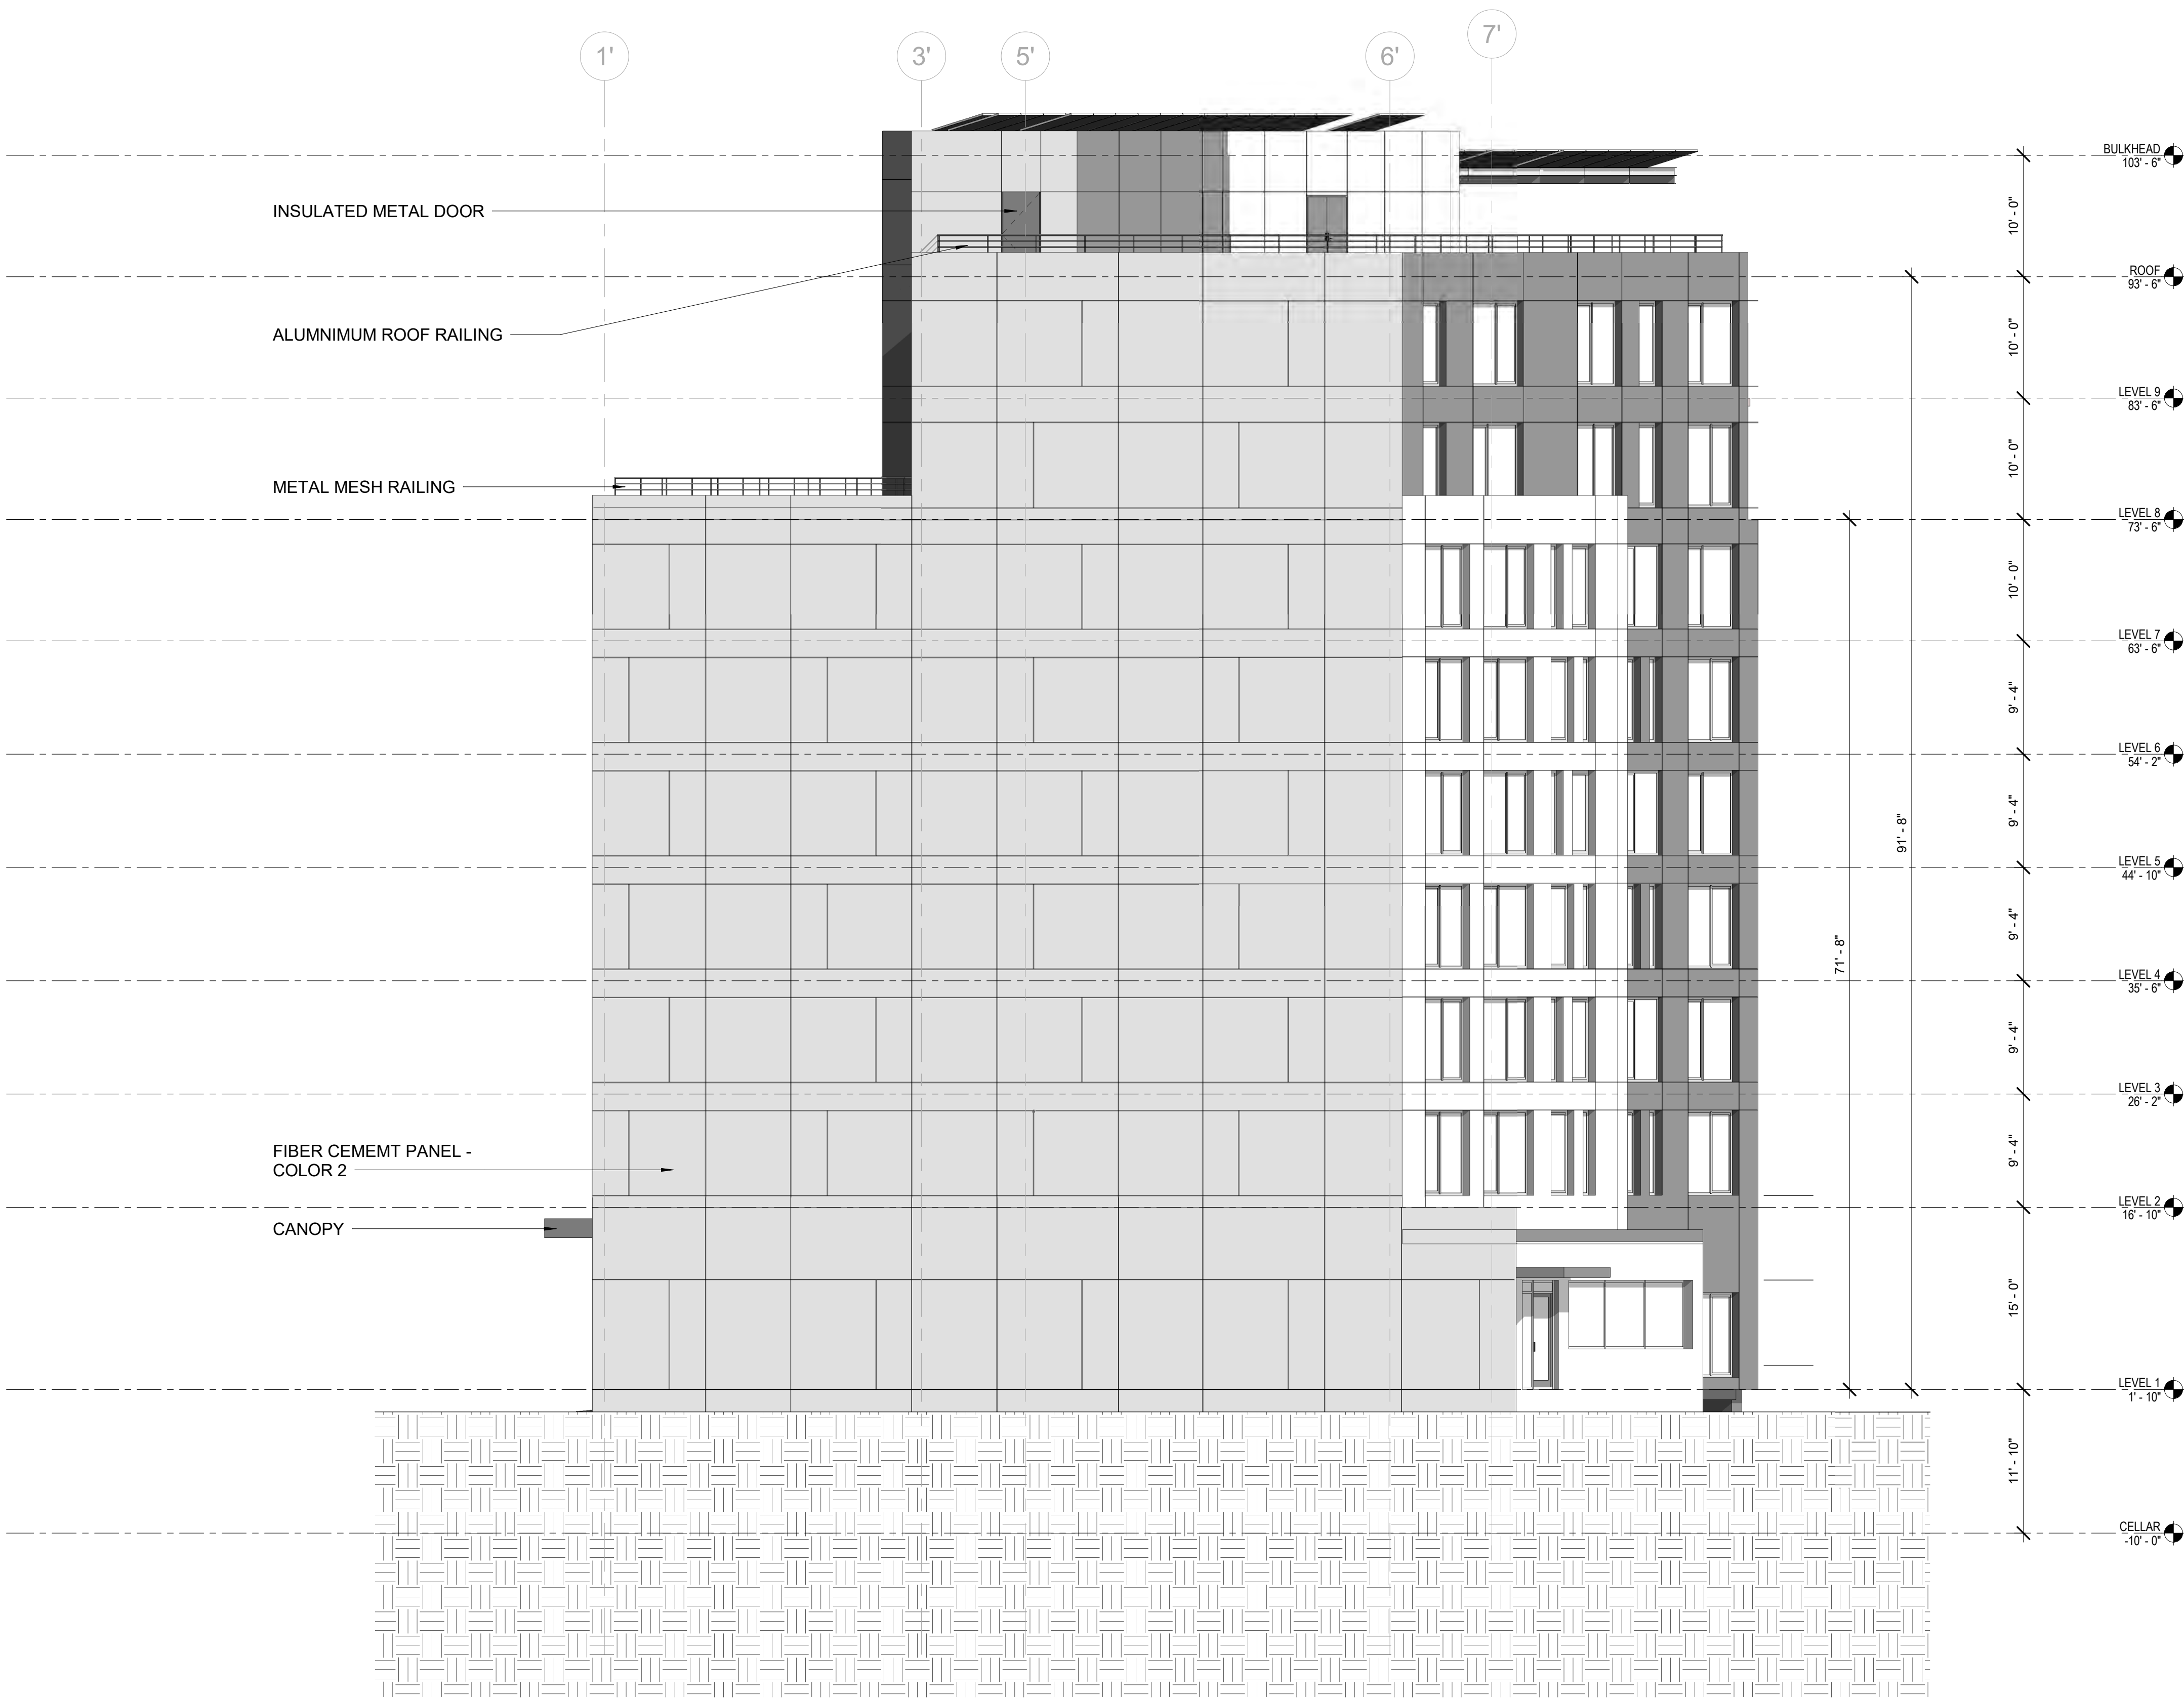 1'
3'
5'
6'
7'
INSULATED METAL DOOR
ALUMNIMUM ROOF RAILING
METAL MESH RAILING
FIBER CEMEMT PANEL -
COLOR 2
CANOPY
BULKHEAD
103' - 6"
10' - 0"
ROOF
93' - 6"
10' - 0"
LEVEL 9
83' - 6"
10' - 0"
LEVEL 8
73' - 6"
10' - 0"
LEVEL 7
63' - 6"
9' - 4"
LEVEL 6
54' - 2"
9' - 4"
91' - 8"
LEVEL 5
44' - 10"
9' - 4"
71' - 8"
LEVEL 4
35' - 6"
9' - 4"
LEVEL 3
26' - 2"
9' - 4"
LEVEL 2
16' - 10"
15' - 0"
LEVEL 1
1' - 10"
11' - 10"
CELLAR
-10' - 0"